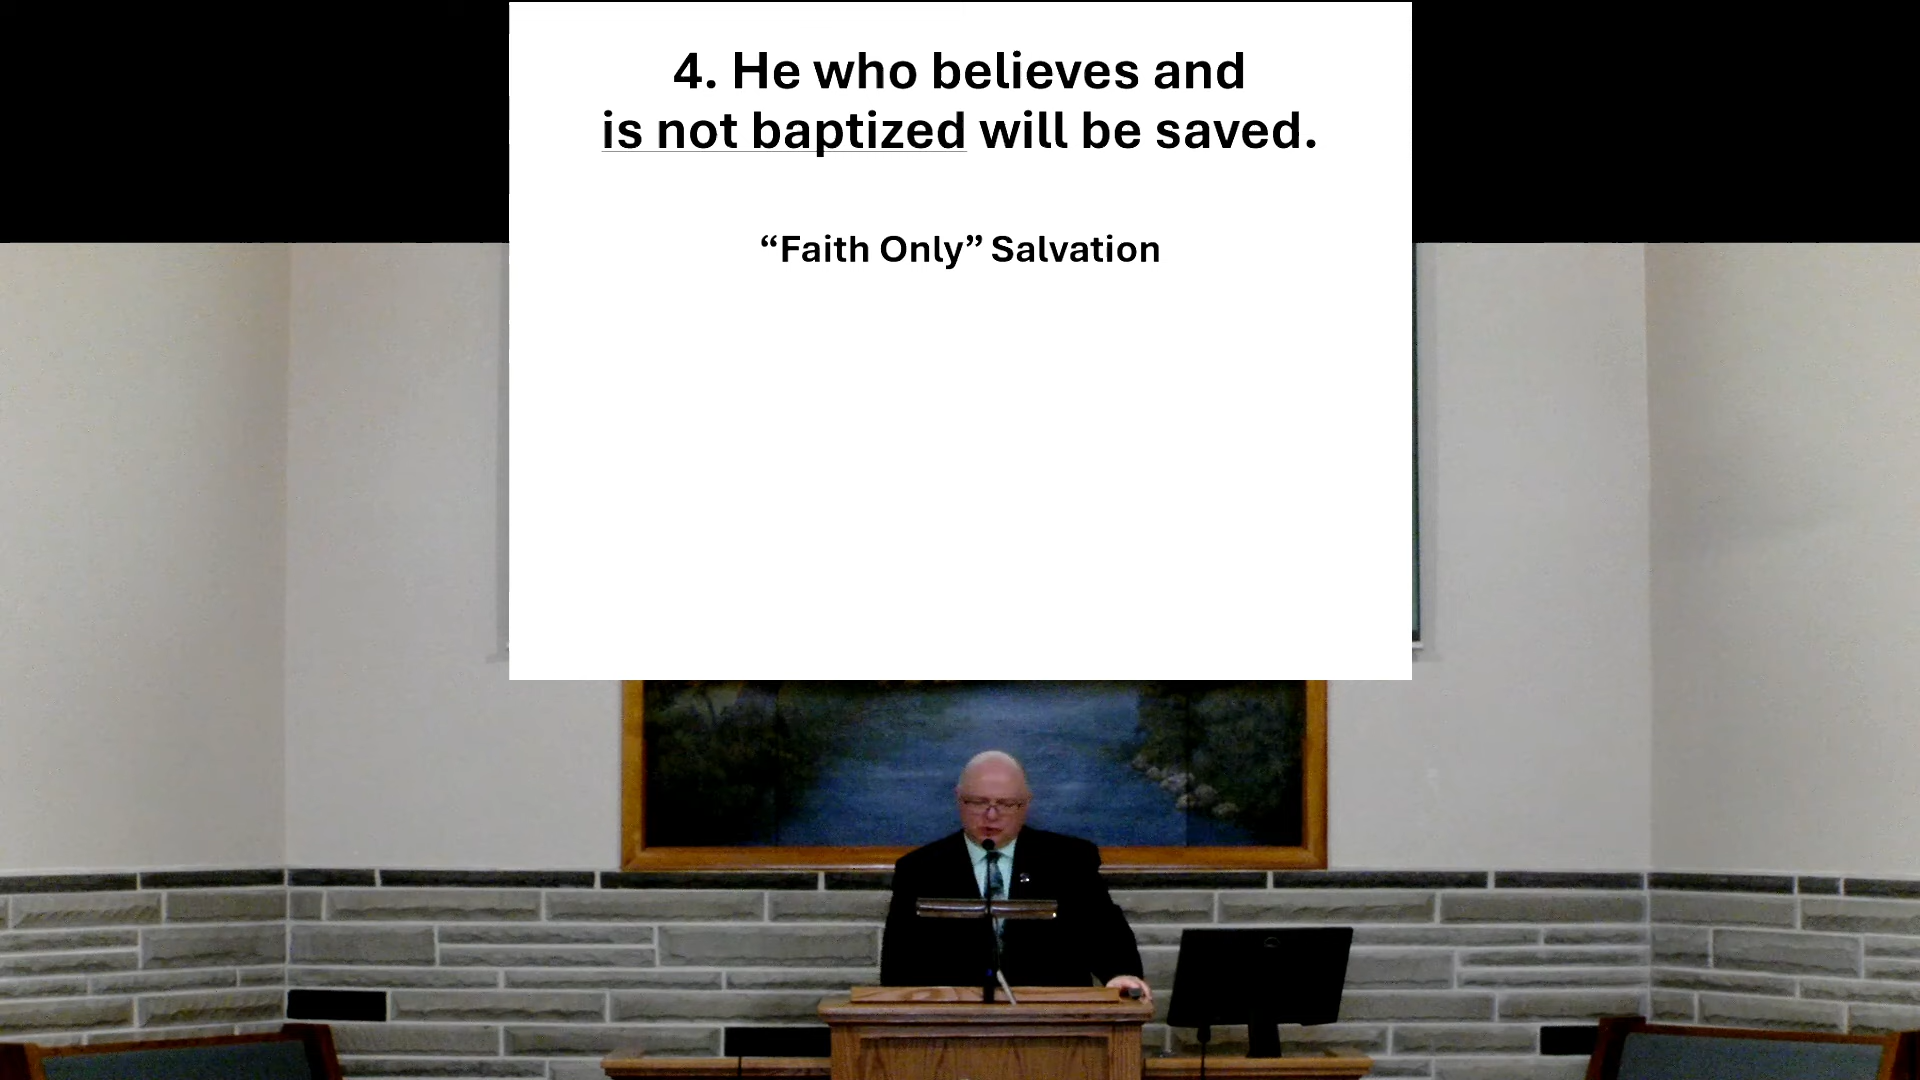 4. He who believes and
is not baptized will be saved.
“Faith Only” Salvation